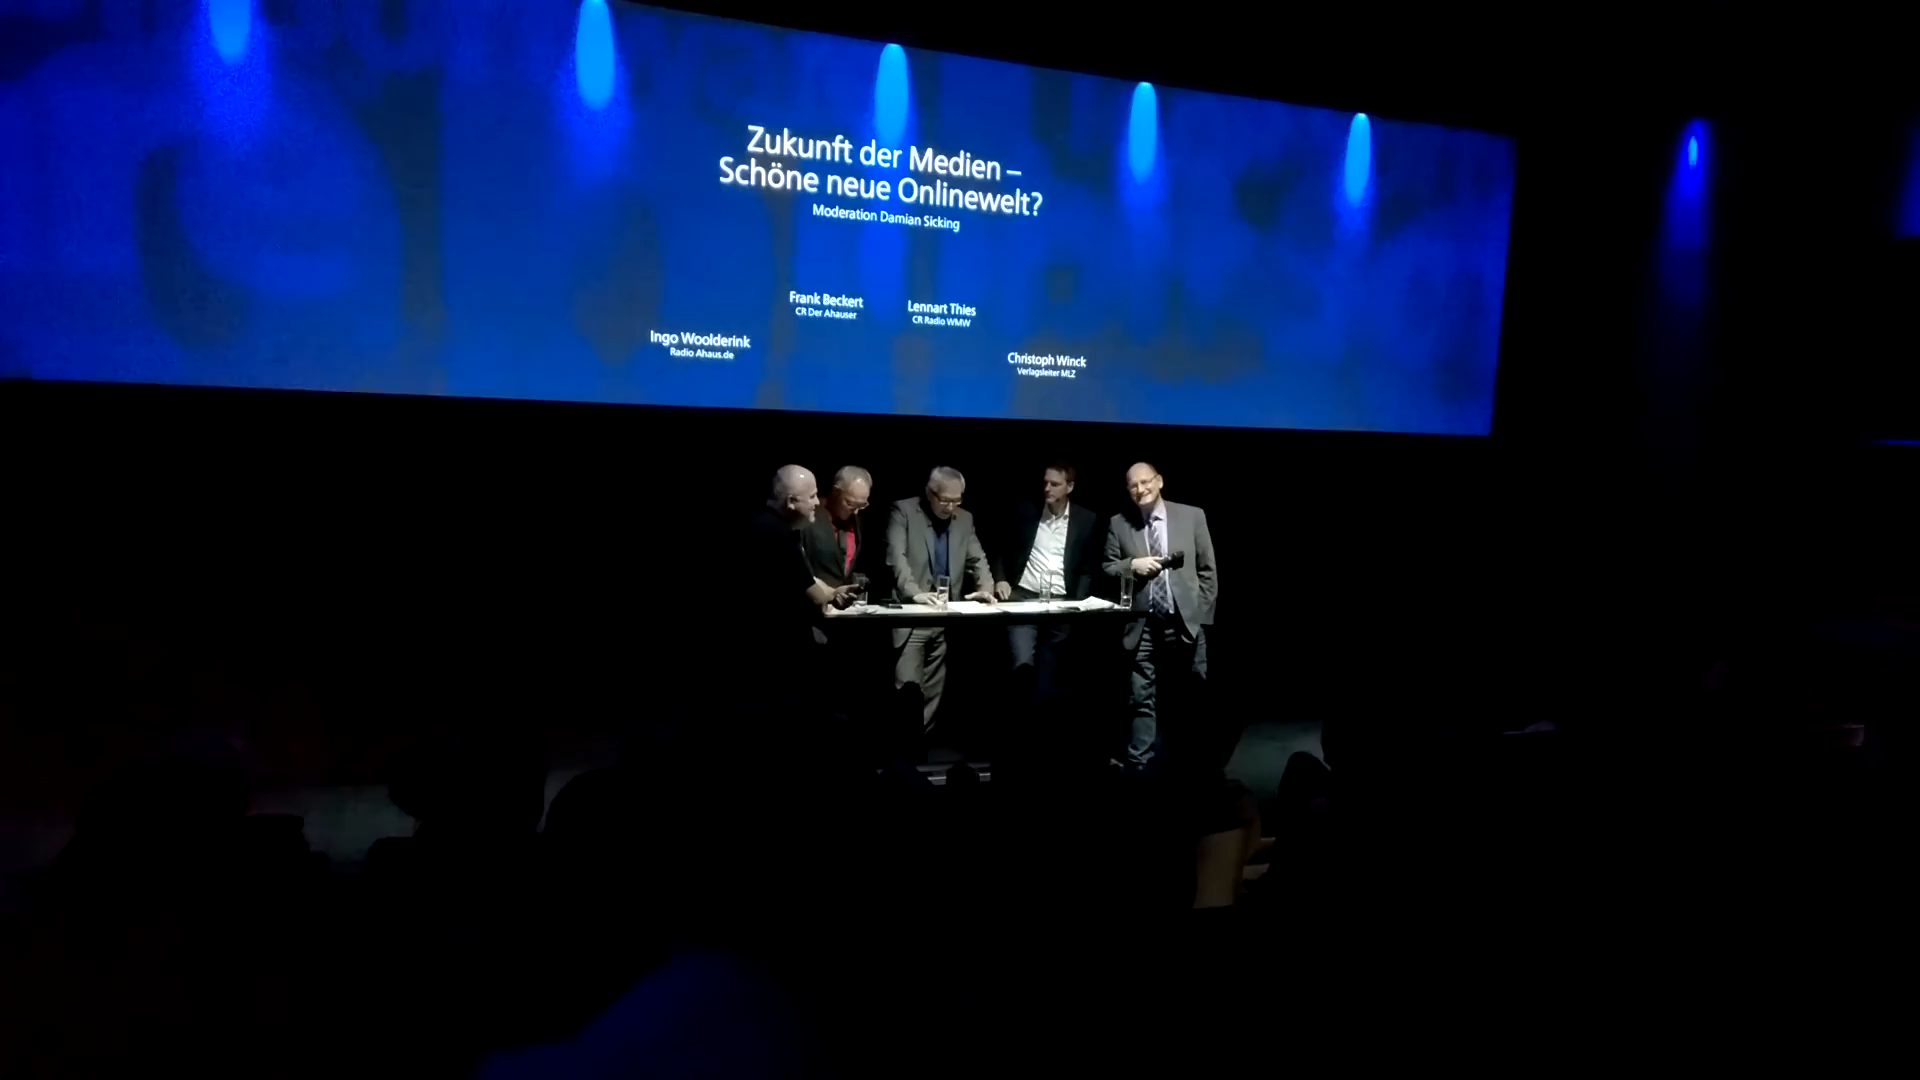 Zukunft der Medien –
Schöne neue Onlinewelt?
Moderation Damian Sicking
Frank Beckert
CR Der Ahauser
Lennart Thies
CR Radio WMW
Ingo Woolderink
Radio Ahaus.de
Christoph Winck
Verlagsleiter MLZ